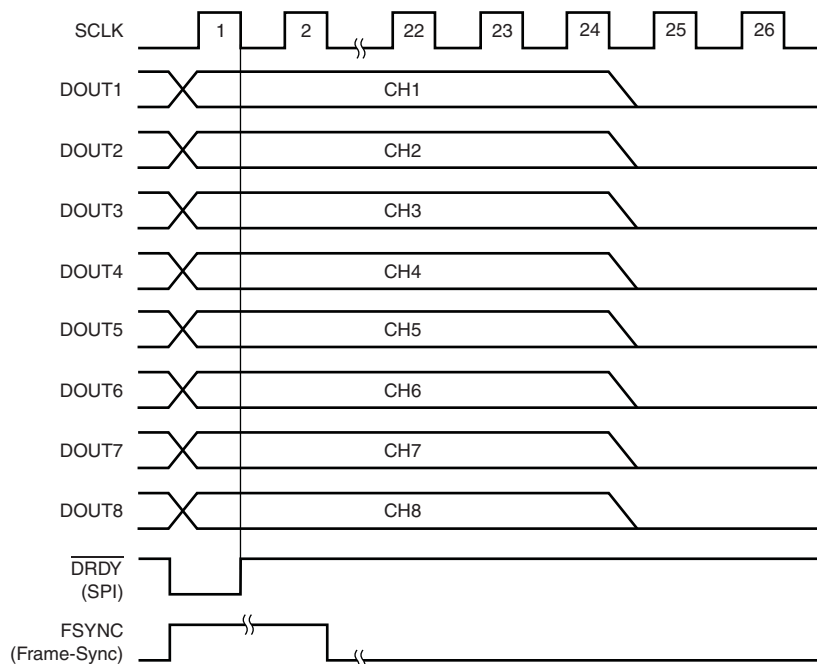 SCLK 1 2 22 23 24 25 26
DOUT1 CH1
DOUT2 CH2
DOUT3 CH3
DOUT4 CH4
DOUT5 CH5
DOUT6 CH6
DOUT7 CH7
DOUT8 CH8
DRDY
(SPI)
FSYNC
(Frame-Sync)